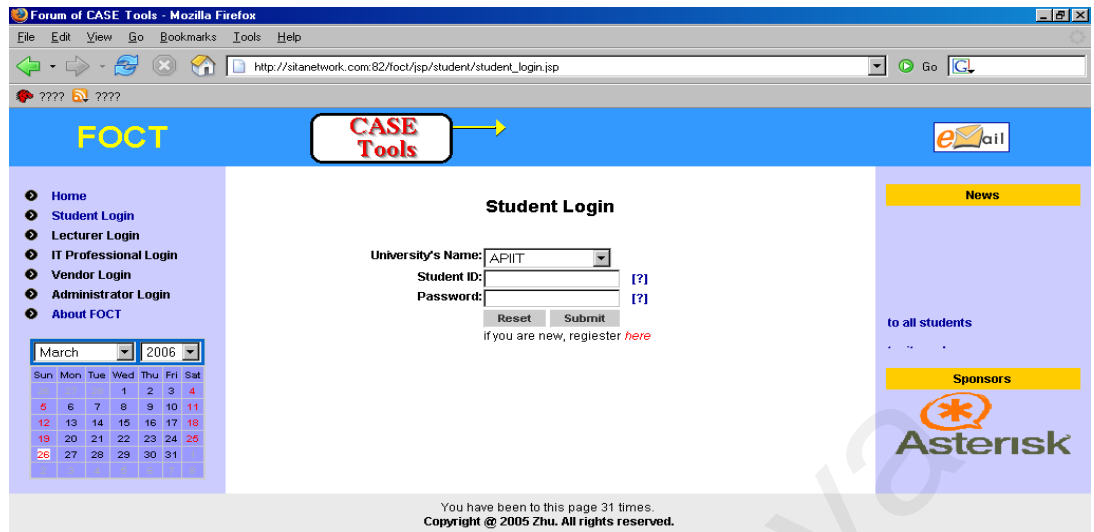 Forum of CASE Tools - Mozilla Firefox
File Edit View Go Bookmarks Tools Help
http://sitanetwork.com:82/foct/jsp/student/student_login.jsp
Go
G
???? ????
FOCT
CASE
Tools
email
Home
Student Login
Lecturer Login
IT Professional Login
Vendor Login
Administrator Login
About FOCT
March 2006
Sun Mon Tue Wed Thu Fri Sat
1 2 3 4
5 6 7 8 9 10 11
12 13 14 15 16 17 18
19 20 21 22 23 24 25
26 27 28 29 30 31
Student Login
University's Name: APIIT
Student ID: [?]
Password: [?]
Reset Submit
if you are new, regiester here
News
to all students
Sponsors
Asterisk
You have been to this page 31 times.
Copyright @ 2005 Zhu. All rights reserved.